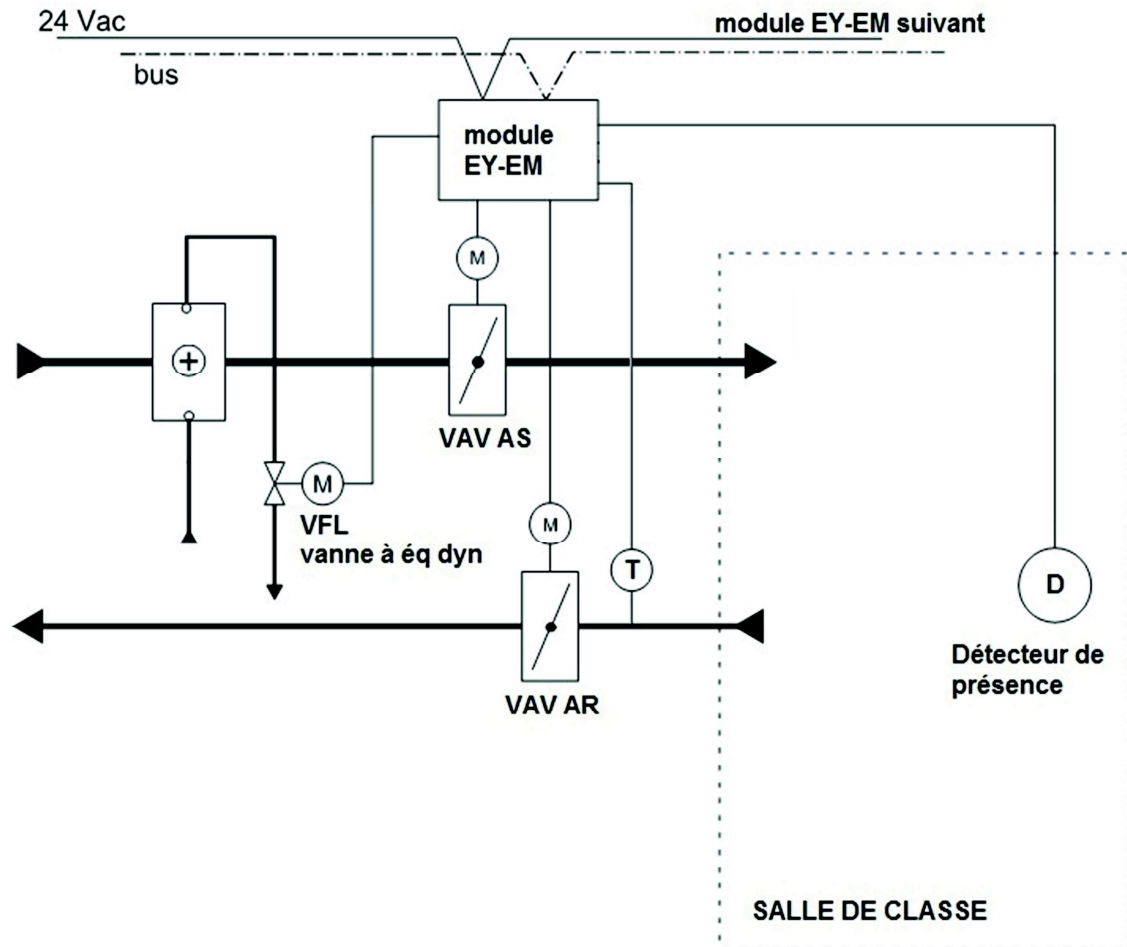 24 Vac
module EY-EM suivant
bus
module
EY-EM
M
+
VAV AS
M
VFL
vanne à éq dyn
M
T
D
VAV AR
Détecteur de
présence
SALLE DE CLASSE